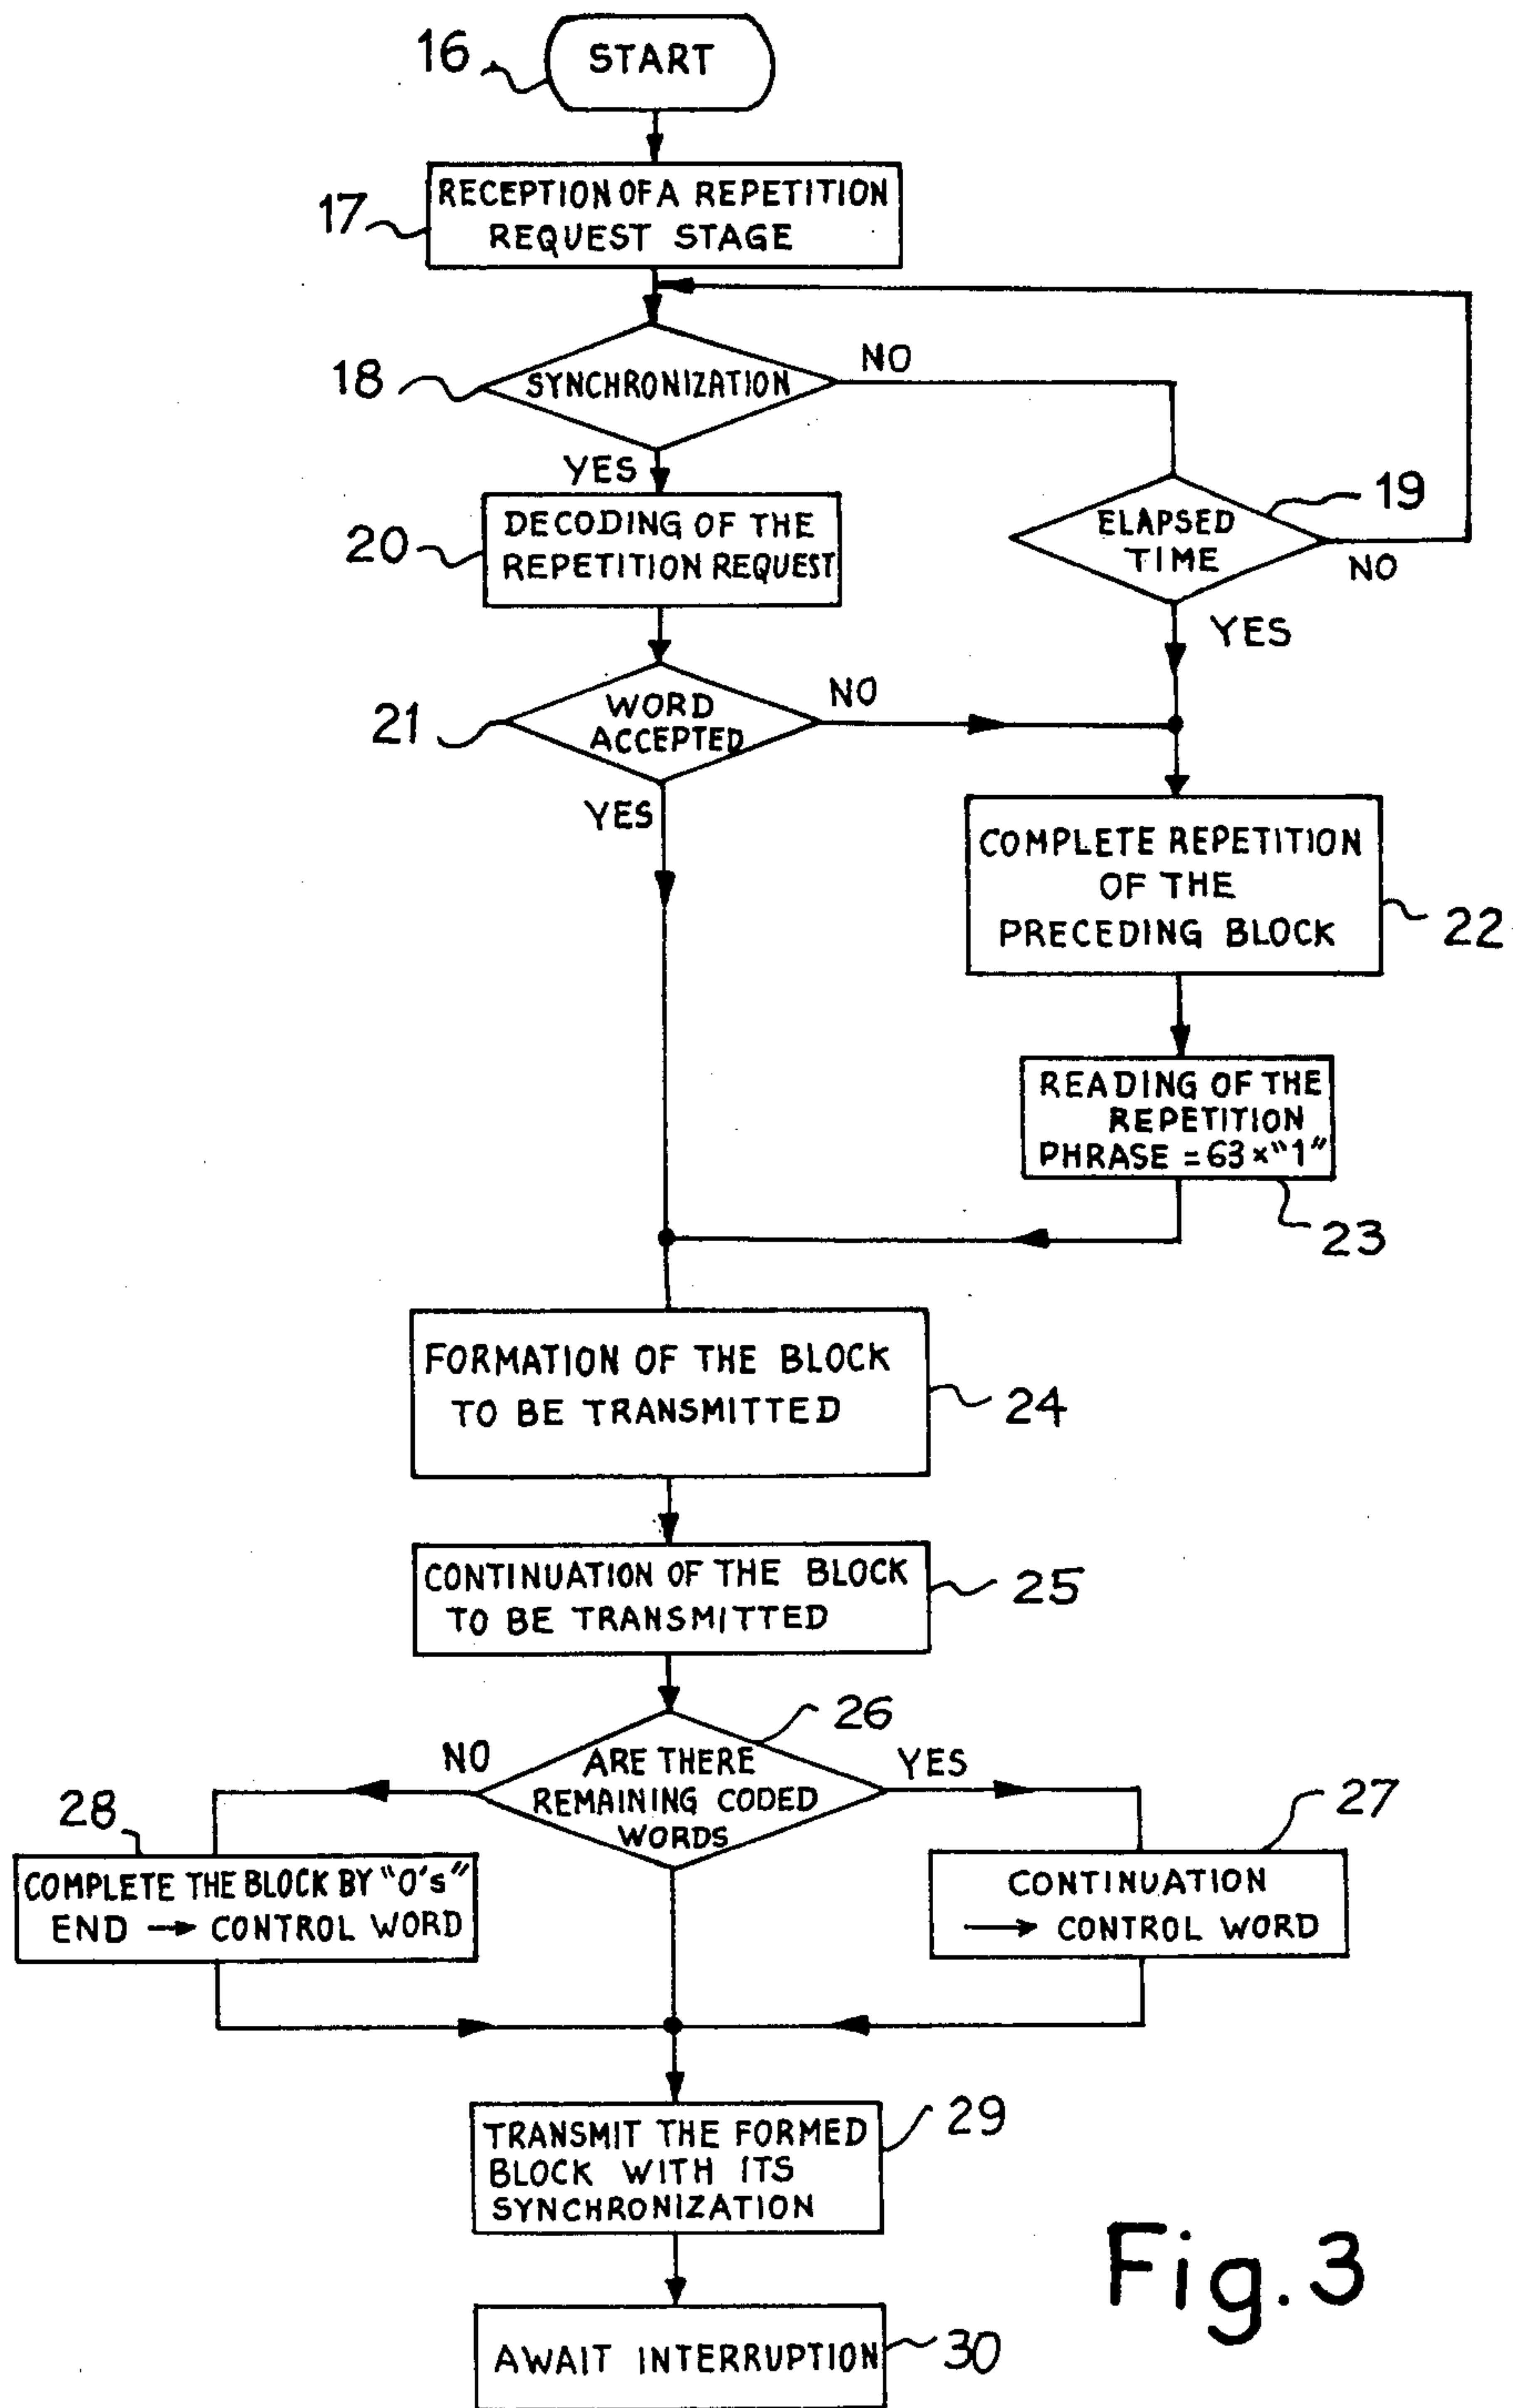 16
START
17
RECEPTION OF A REPETITION
REQUEST STAGE
18
SYNCHRONIZATION
NO
YES
19
ELAPSED
TIME
NO
YES
20
DECODING OF THE
REPETITION REQUEST
21
WORD
ACCEPTED
NO
YES
COMPLETE REPETITION
OF THE
PRECEDING BLOCK
22
READING OF THE
REPETITION
PHRASE = 63 × "1"
23
FORMATION OF THE BLOCK
TO BE TRANSMITTED
24
CONTINUATION OF THE BLOCK
TO BE TRANSMITTED
25
26
NO
ARE THERE
REMAINING CODED
WORDS
YES
28
COMPLETE THE BLOCK BY "0's"
END → CONTROL WORD
27
CONTINUATION
→ CONTROL WORD
TRANSMIT THE FORMED
BLOCK WITH ITS
SYNCHRONIZATION
29
AWAIT INTERRUPTION
30
Fig. 3